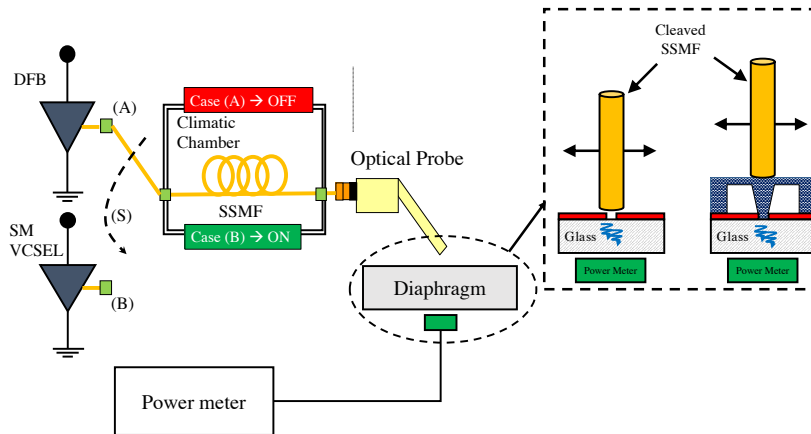 DFB
(A)
Case (A) → OFF
Climatic
Chamber
SSMF
Case (B) → ON
(S)
SM
VCSEL
(B)
Optical Probe
Diaphragm
Power meter
Cleaved
SSMF
Glass
Power Meter
Glass
Power Meter